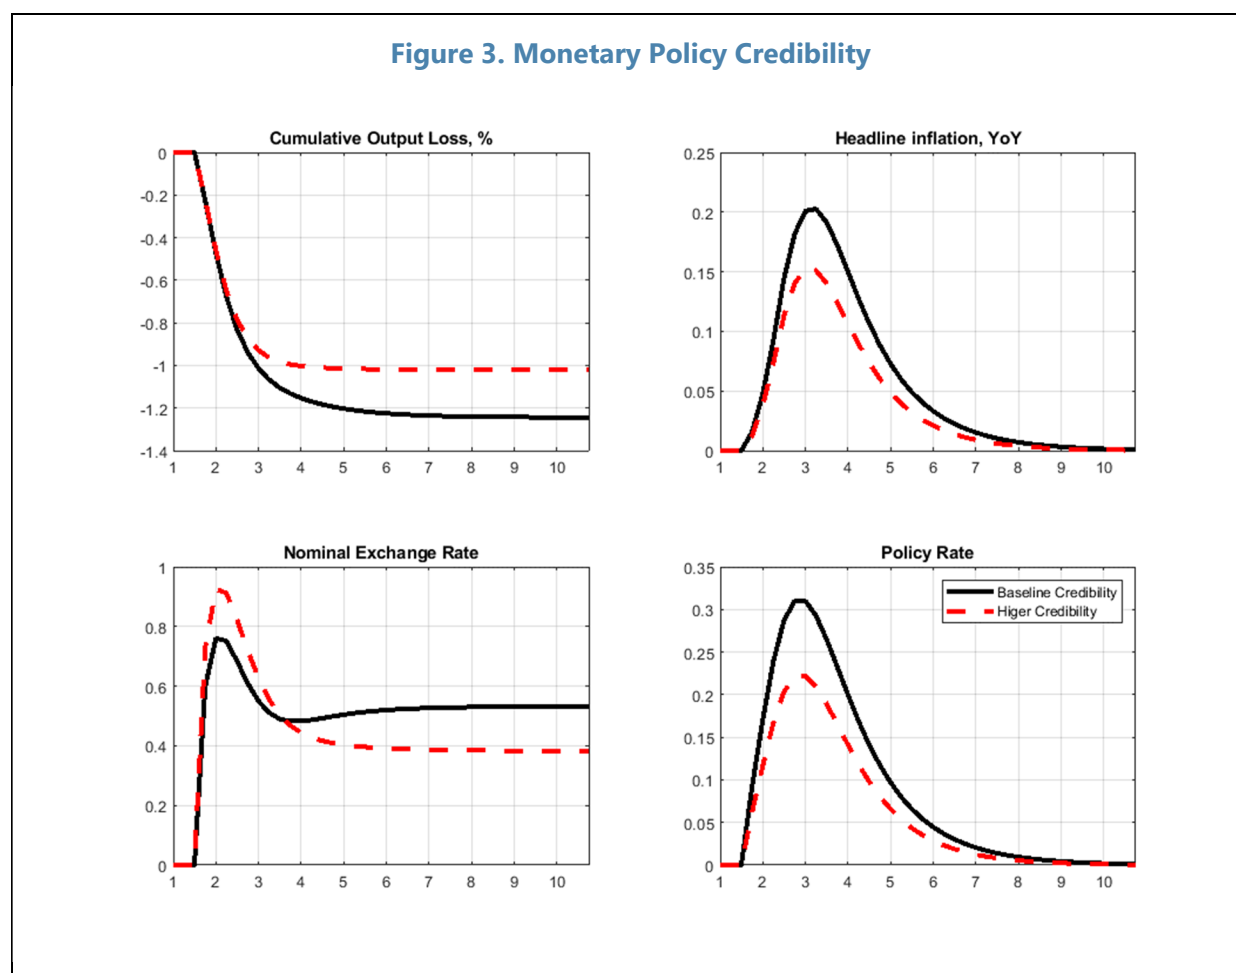 Figure 3. Monetary Policy Credibility
Cumulative Output Loss, %
0
-0.2
-0.4
-0.6
-0.8
-1
-1.2
-1.4
1 2 3 4 5 6 7 8 9 10
Headline inflation, YoY
0.25
0.2
0.15
0.1
0.05
0
1 2 3 4 5 6 7 8 9 10
Nominal Exchange Rate
1
0.8
0.6
0.4
0.2
0
1 2 3 4 5 6 7 8 9 10
Policy Rate
0.35
0.3
0.25
0.2
0.15
0.1
0.05
0
Baseline Credibility
Higer Credibility
1 2 3 4 5 6 7 8 9 10